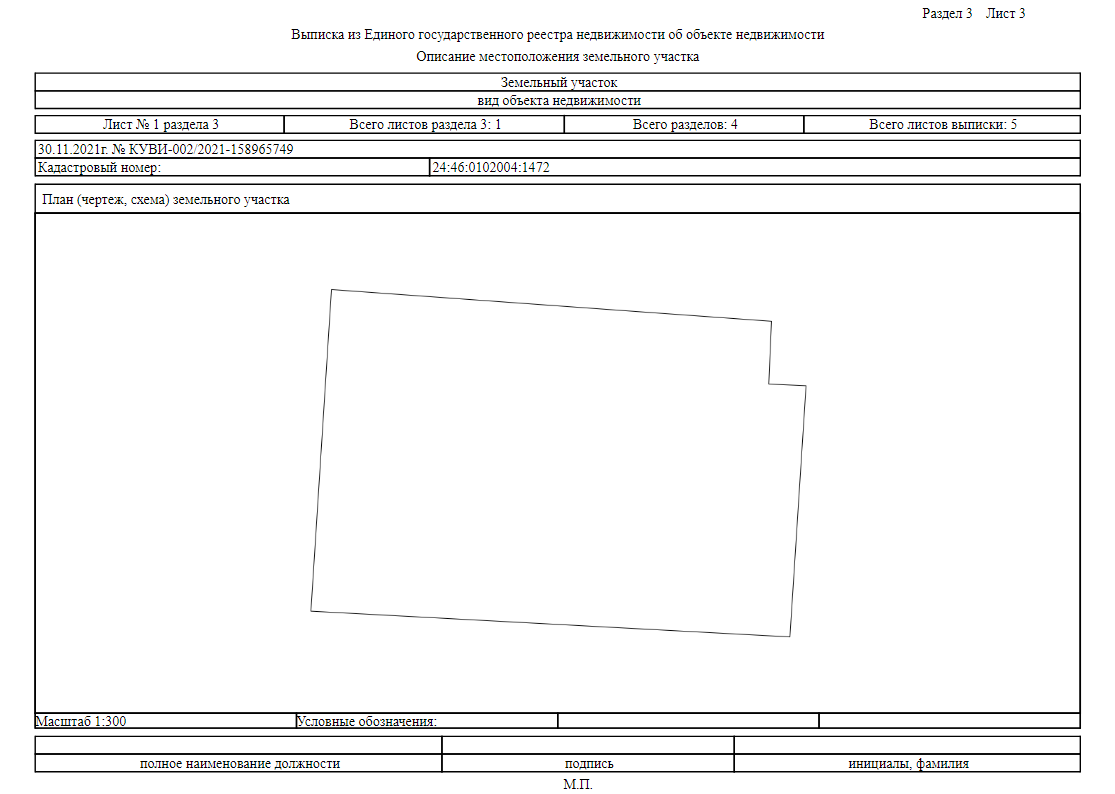 Раздел 3 Лист 3
Выписка из Единого государственного реестра недвижимости об объекте недвижимости
Описание местоположения земельного участка
Земельный участок
вид объекта недвижимости
Лист № 1 раздела 3 Всего листов раздела 3: 1 Всего разделов: 4 Всего листов выписки: 5
30.11.2021г. № КУВИ-002/2021-158965749
Кадастровый номер: 24:46:0102004:1472
План (чертеж, схема) земельного участка
Масштаб 1:300 Условные обозначения:
полное наименование должности подпись инициалы, фамилия
М.П.